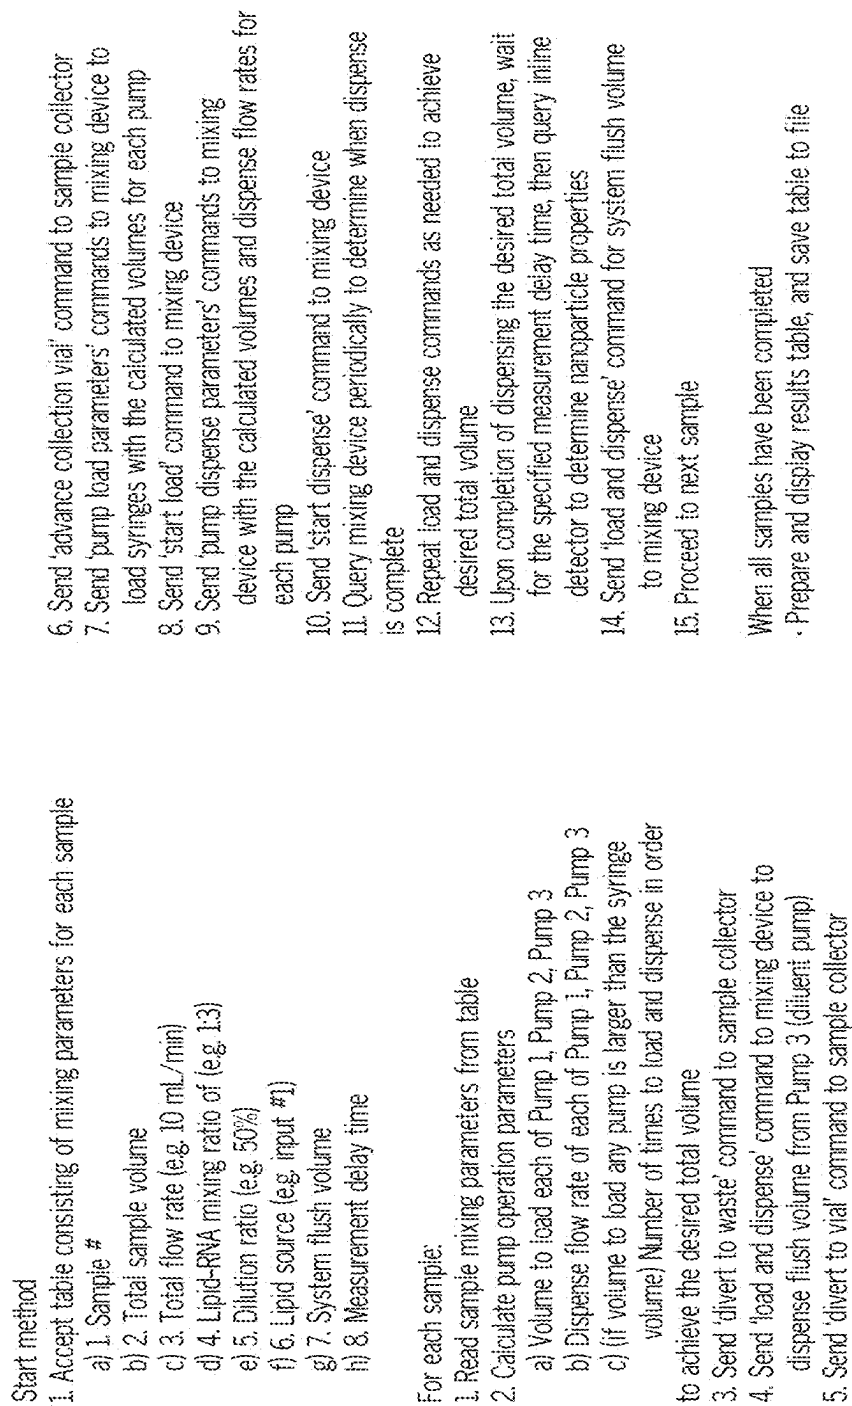 Start method
1. Accept table consisting of mixing parameters for each sample
a) 1. Sample #
b) 2. Total sample volume
c) 3. Total flow rate (e.g. 10 mL/min)
d) 4. Lipid-RNA mixing ratio of (e.g. 1:3)
e) 5. Dilution ratio (e.g. 50%)
f) 6. Lipid source (e.g. input #1)
g) 7. System flush volume
h) 8. Measurement delay time
For each sample:
1. Read sample mixing parameters from table
2. Calculate pump operation parameters
a) Volume to load each of Pump 1, Pump 2, Pump 3
b) Dispense flow rate of each of Pump 1, Pump 2, Pump 3
c) (if volume to load any pump is larger than the syringe
volume) Number of times to load and dispense in order
to achieve the desired total volume
3. Send 'divert to waste' command to sample collector
4. Send 'load and dispense' command to mixing device to
dispense flush volume from Pump 3 (diluent pump)
5. Send 'divert to vial' command to sample collector
6. Send 'advance collection vial' command to sample collector
7. Send 'pump load parameters' commands to mixing device to
load syringes with the calculated volumes for each pump
8. Send 'start load' command to mixing device
9. Send 'pump dispense parameters' commands to mixing
device with the calculated volumes and dispense flow rates for
each pump
10. Send 'start dispense' command to mixing device
11. Query mixing device periodically to determine when dispense
is complete
12. Repeat load and dispense commands as needed to achieve
desired total volume
13. Upon completion of dispensing the desired total volume, wait
for the specified measurement delay time, then query inline
detector to determine nanoparticle properties
14. Send 'load and dispense' command for system flush volume
to mixing device
15. Proceed to next sample
When all samples have been completed
· Prepare and display results table, and save table to file